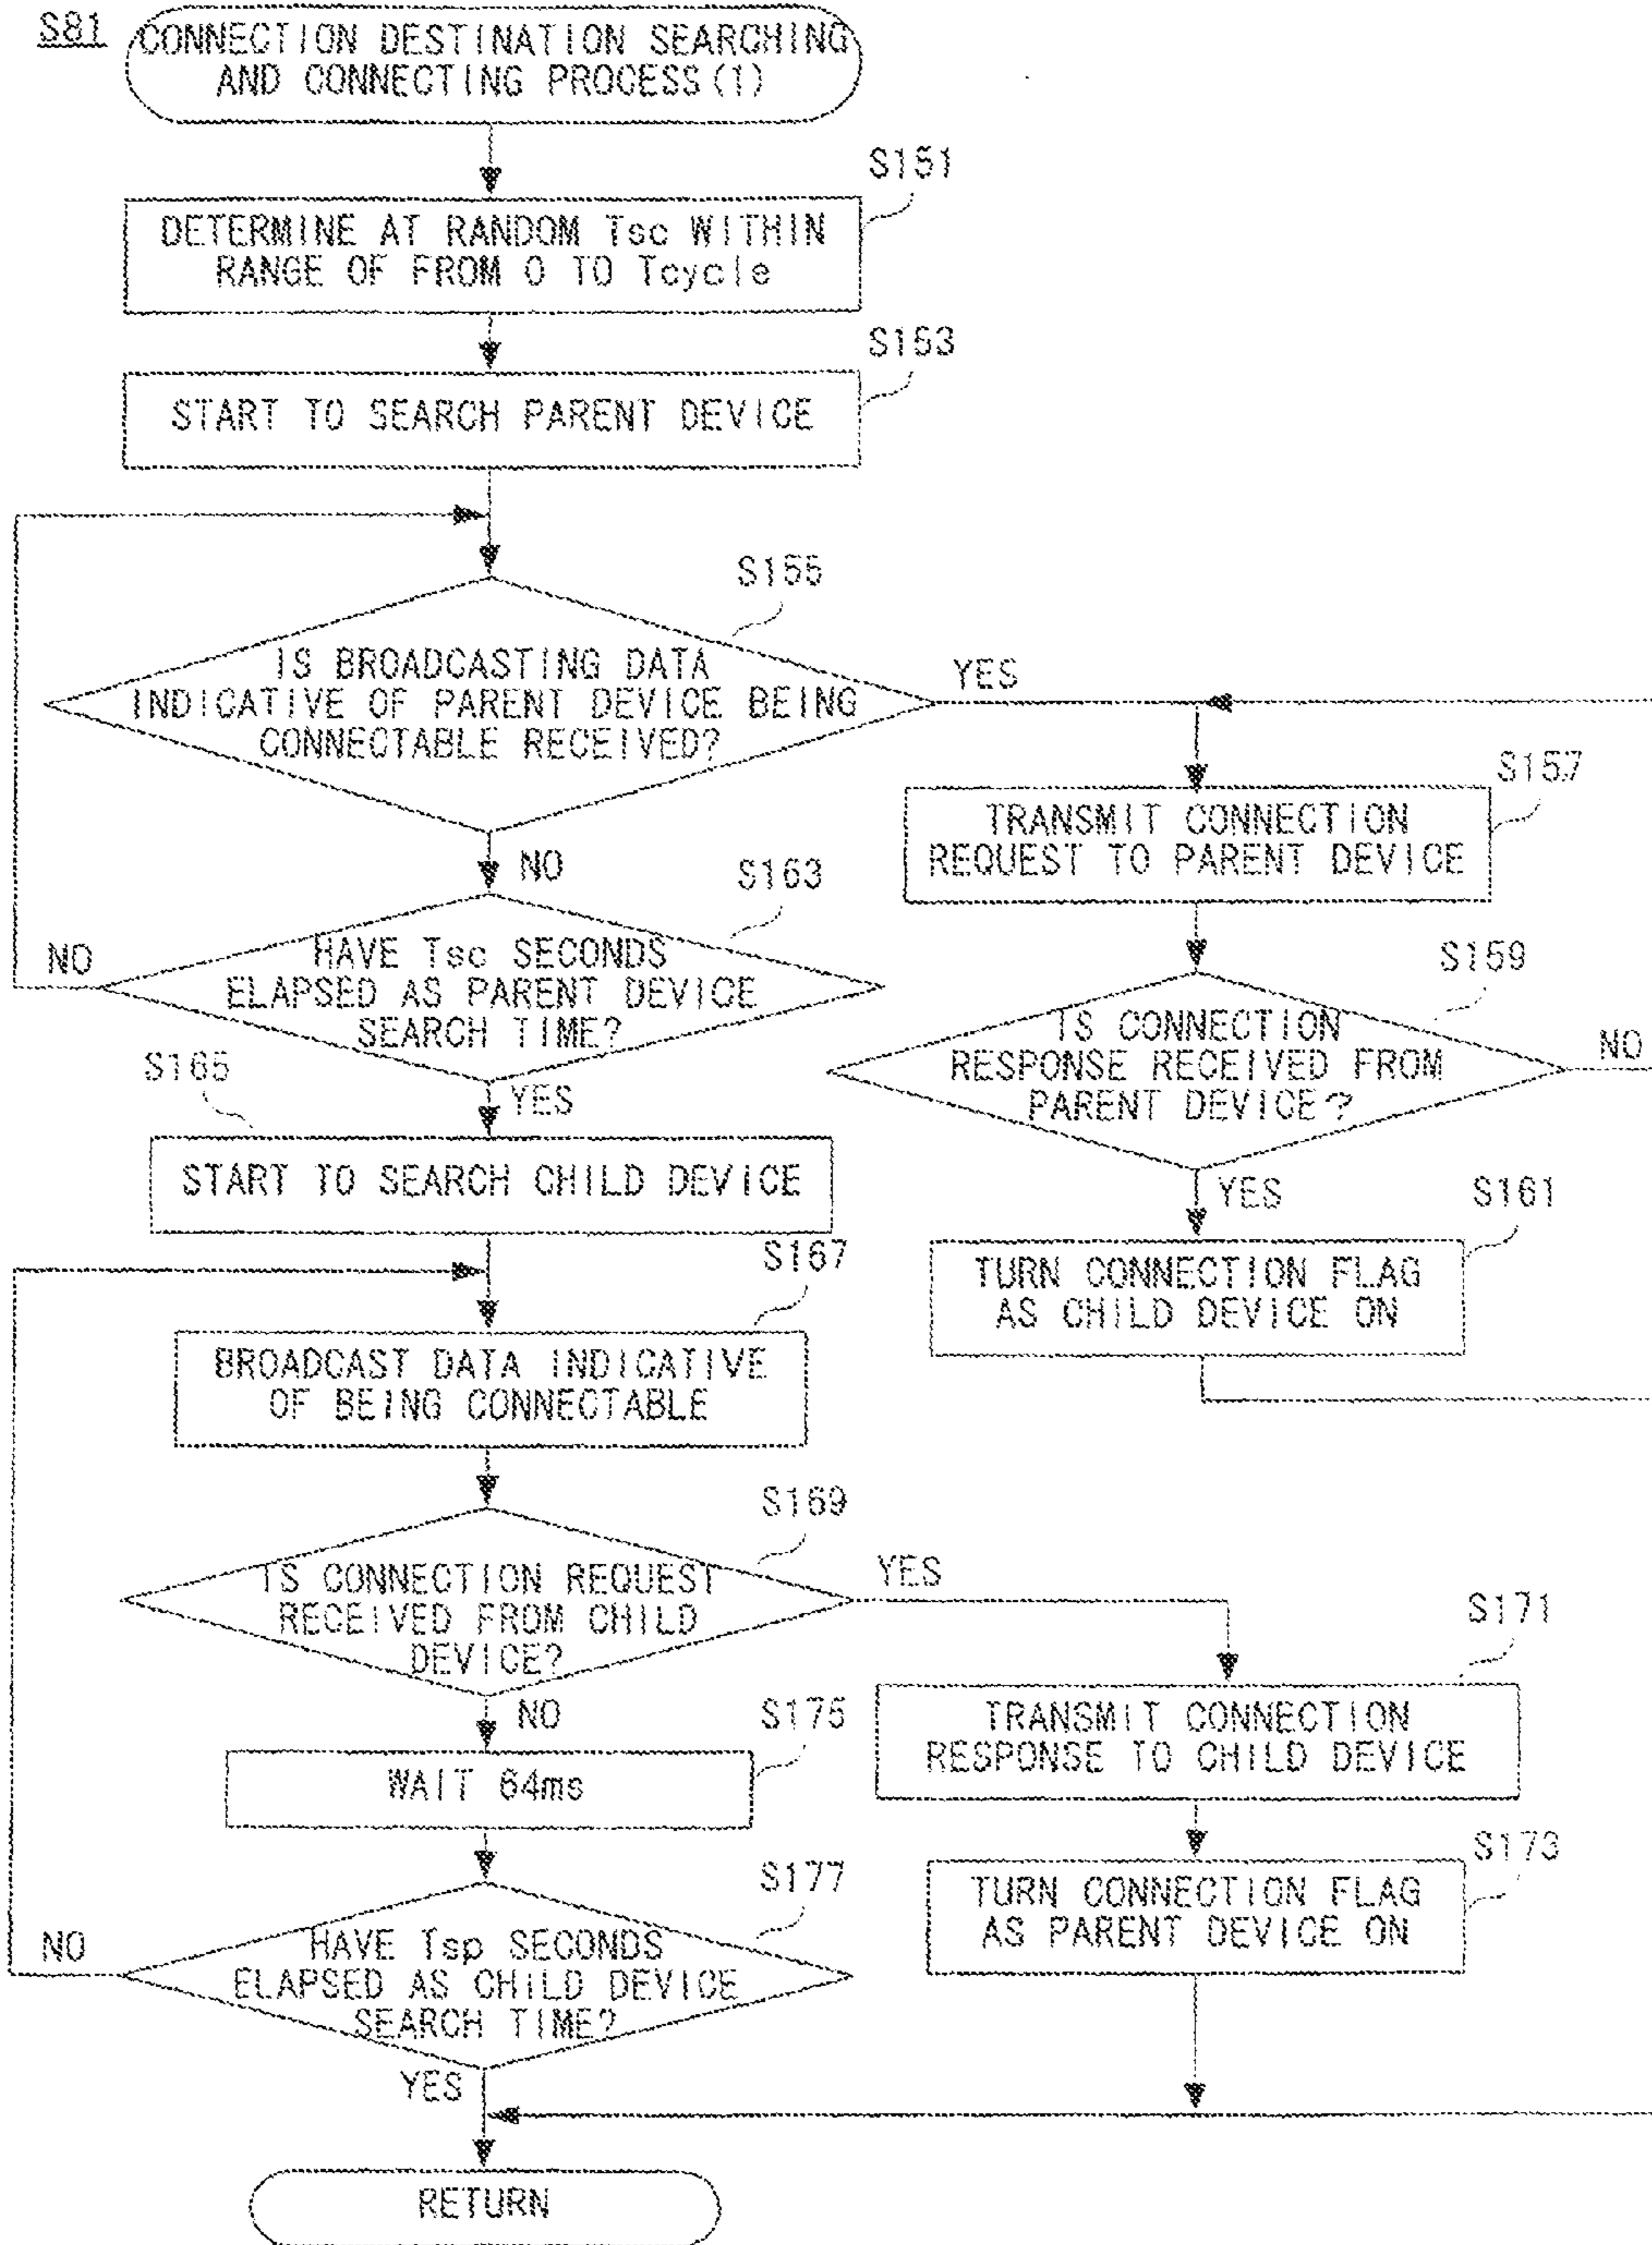 S81
CONNECTION DESTINATION SEARCHING
AND CONNECTING PROCESS(1)
S151
DETERMINE AT RANDOM Tsc WITHIN
RANGE OF FROM 0 TO Tcycle
S153
START TO SEARCH PARENT DEVICE
S155
IS BROADCASTING DATA
INDICATIVE OF PARENT DEVICE BEING
CONNECTABLE RECEIVED?
YES
NO
S157
TRANSMIT CONNECTION
REQUEST TO PARENT DEVICE
S159
IS CONNECTION
RESPONSE RECEIVED FROM
PARENT DEVICE?
NO
YES
S161
TURN CONNECTION FLAG
AS CHILD DEVICE ON
S163
HAVE Tsc SECONDS
ELAPSED AS PARENT DEVICE
SEARCH TIME?
NO
YES
S165
START TO SEARCH CHILD DEVICE
S167
BROADCAST DATA INDICATIVE
OF BEING CONNECTABLE
S169
IS CONNECTION REQUEST
RECEIVED FROM CHILD
DEVICE?
YES
NO
S171
TRANSMIT CONNECTION
RESPONSE TO CHILD DEVICE
S173
TURN CONNECTION FLAG
AS PARENT DEVICE ON
S175
WAIT 64ms
S177
HAVE Tsp SECONDS
ELAPSED AS CHILD DEVICE
SEARCH TIME?
NO
YES
RETURN